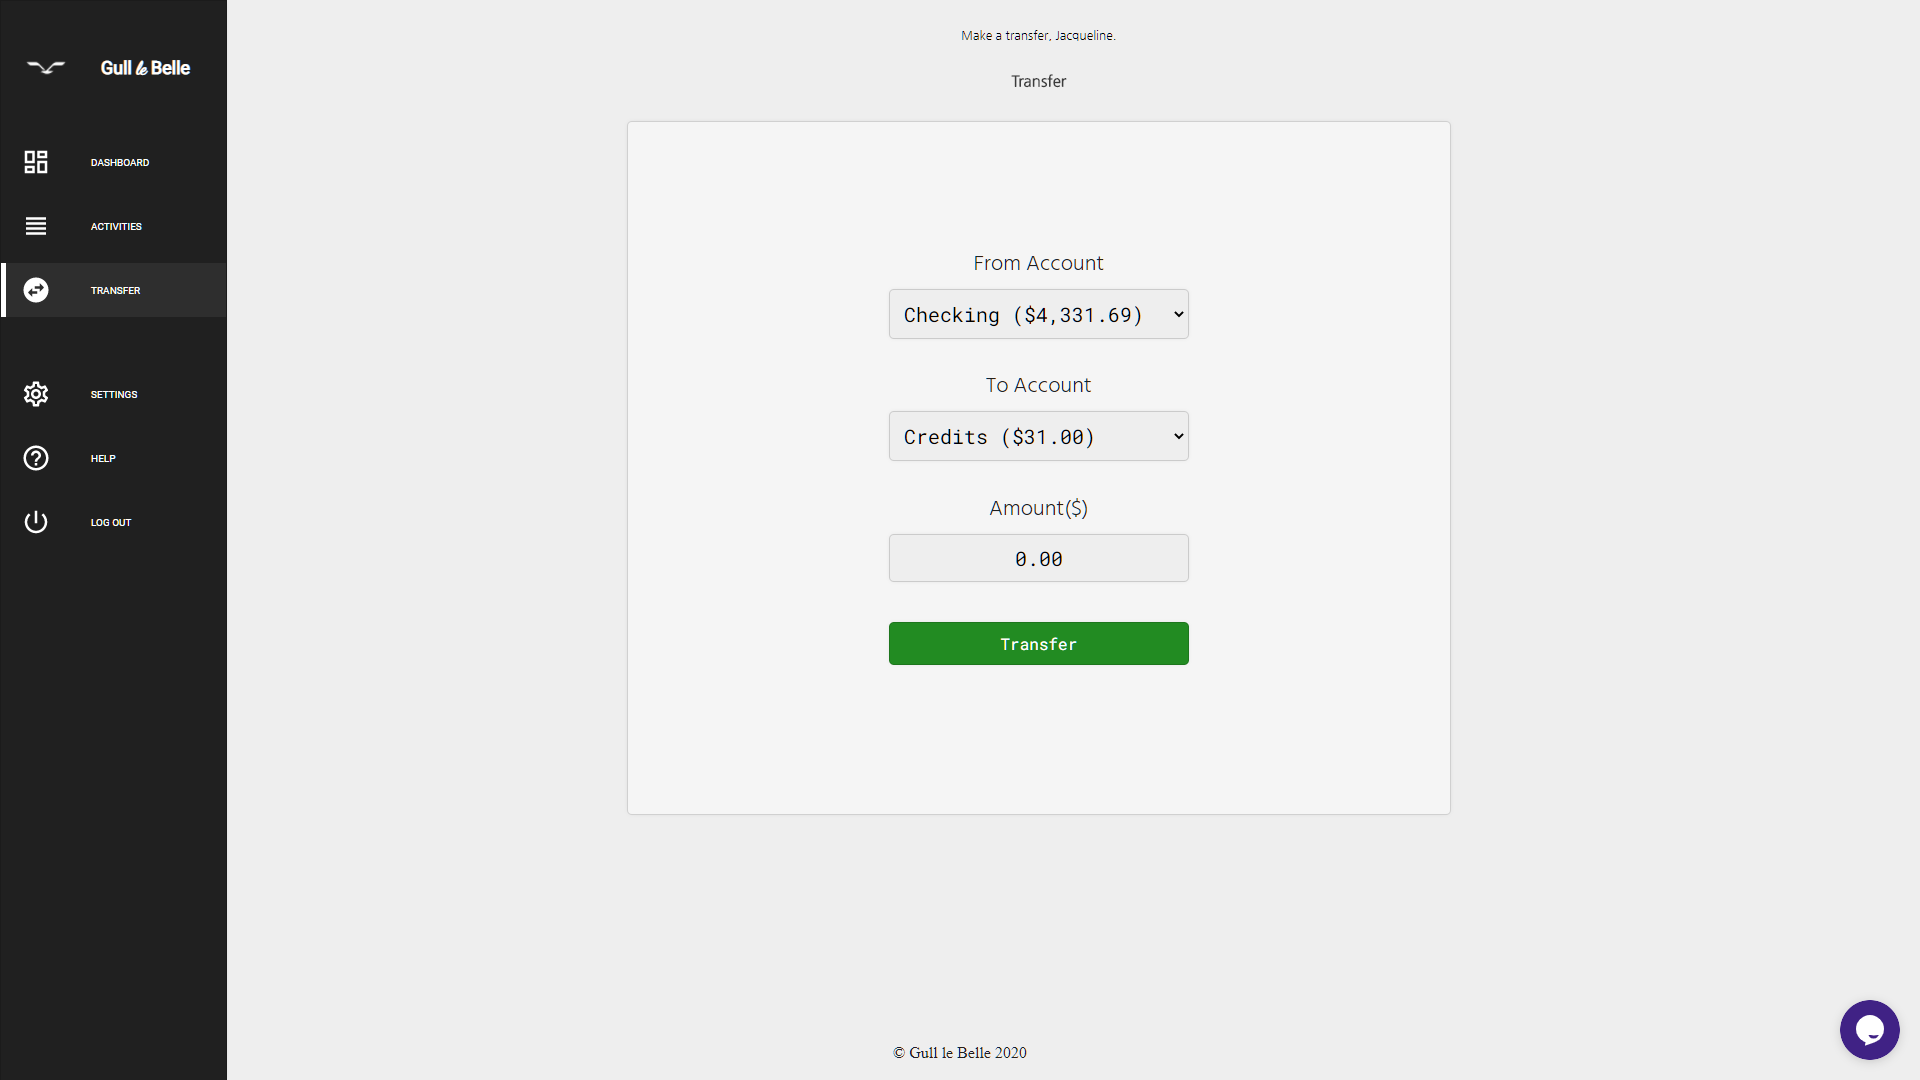 Gull le Belle
DASHBOARD
ACTIVITIES
TRANSFER
SETTINGS
HELP
LOG OUT
Make a transfer, Jacqueline.
Transfer
From Account
Checking ($4,331.69)
To Account
Credits ($31.00)
Amount($)
0.00
Transfer
© Gull le Belle 2020